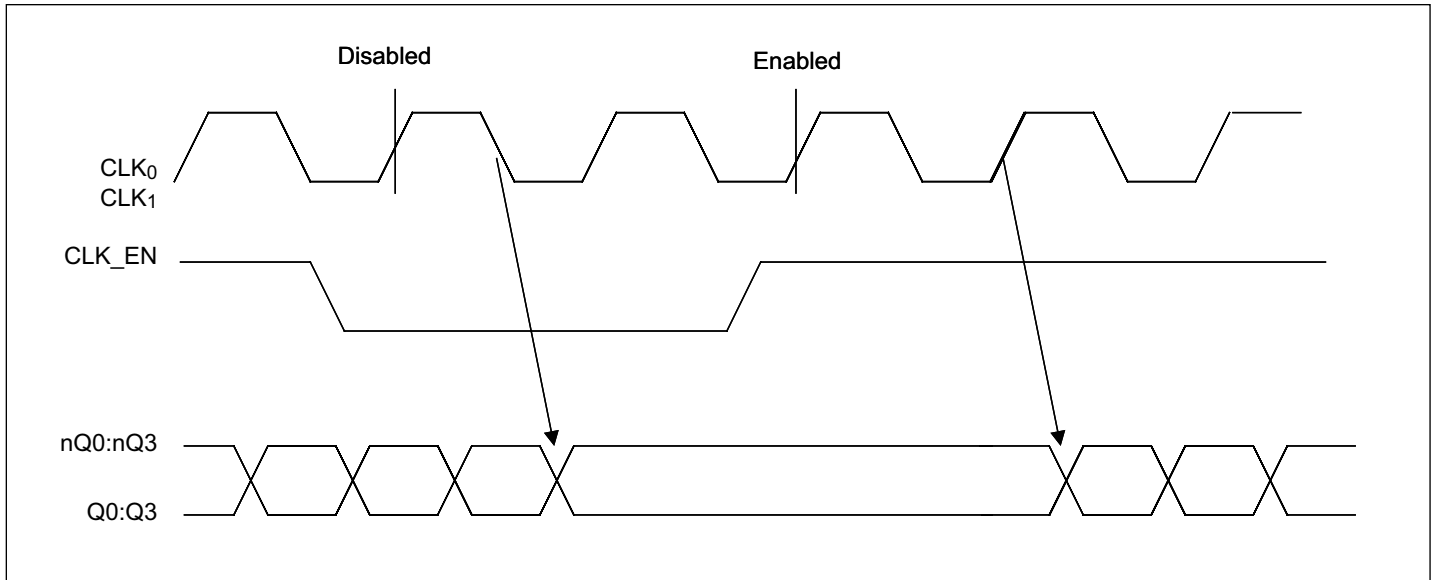 Disabled
Enabled
CLK0
CLK1
CLK_EN
nQ0:nQ3
Q0:Q3